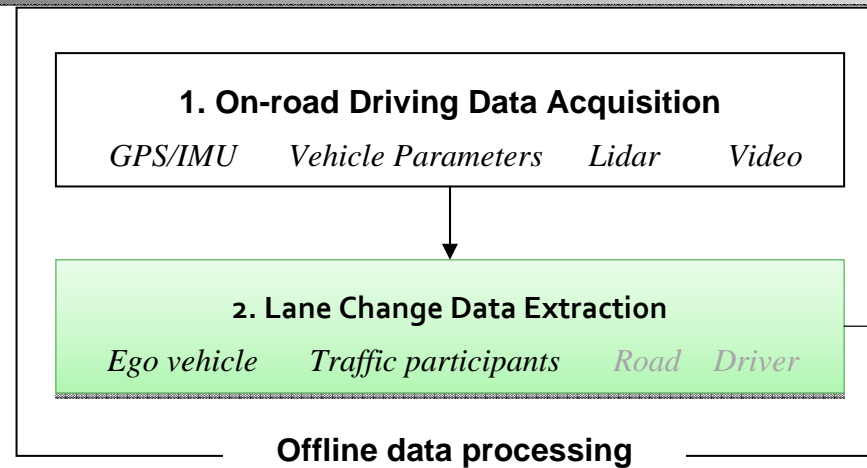 1. On-road Driving Data Acquisition
GPS/IMU Vehicle Parameters Lidar Video
2. Lane Change Data Extraction
Ego vehicle Traffic participants Road Driver
Offline data processing